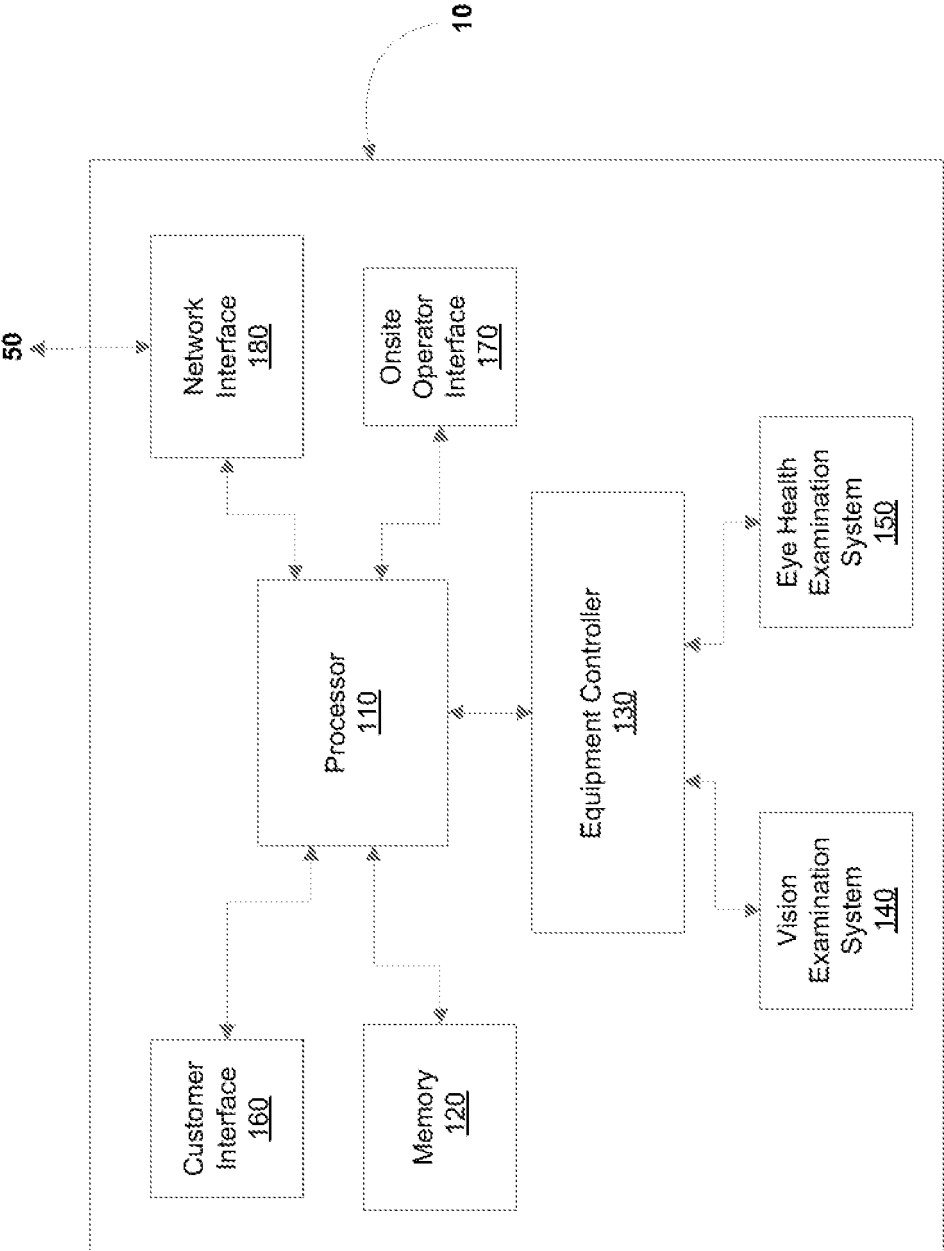 10
50
Network
Interface
180
Onsite
Operator
Interface
170
Processor
110
Customer
Interface
160
Memory
120
Equipment Controller
130
Eye Health
Examination
System
150
Vision
Examination
System
140